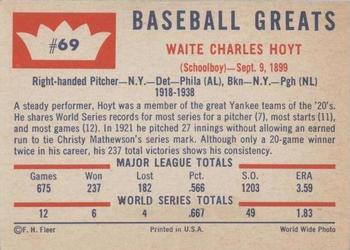 #69
BASEBALL GREATS
WAITE CHARLES HOYT
(Schoolboy)—Sept. 9, 1899
Right-handed Pitcher—N.Y.—Det—Phila (AL), Bkn—N.Y.—Pgh (NL)
1918-1938
A steady performer, Hoyt was a member of the great Yankee teams of the '20's.
He shares World Series records for most series for a pitcher (7), most starts (11),
and most games (12). In 1921 he pitched 27 innings without allowing an earned
run to tie Christy Mathewson's series mark. Although only a 20-game winner
twice in his career, his 237 total victories shows his consistency.
MAJOR LEAGUE TOTALS
Games Won Lost Pct. S.O. ERA
675 237 182 .566 1203 3.59
WORLD SERIES TOTALS
12 6 4 .667 49 1.83
©F. H. Fleer Printed in U.S.A. World Wide Photo